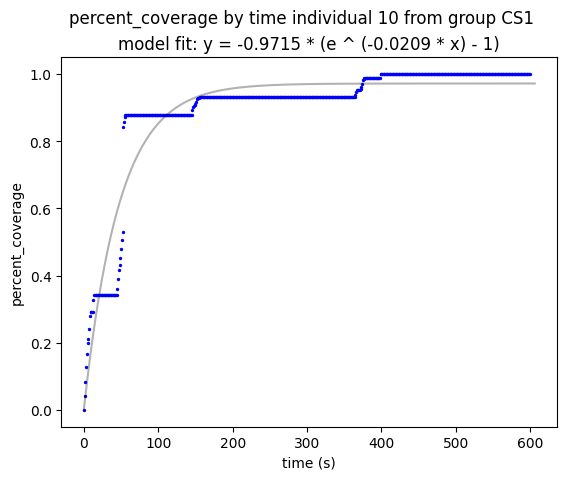 percent_coverage by time individual 10 from group CS1
model fit: y = -0.9715 * (e ^ (-0.0209 * x) - 1)
percent_coverage
1.0
0.8
0.6
0.4
0.2
0.0
0 100 200 300 400 500 600
time (s)